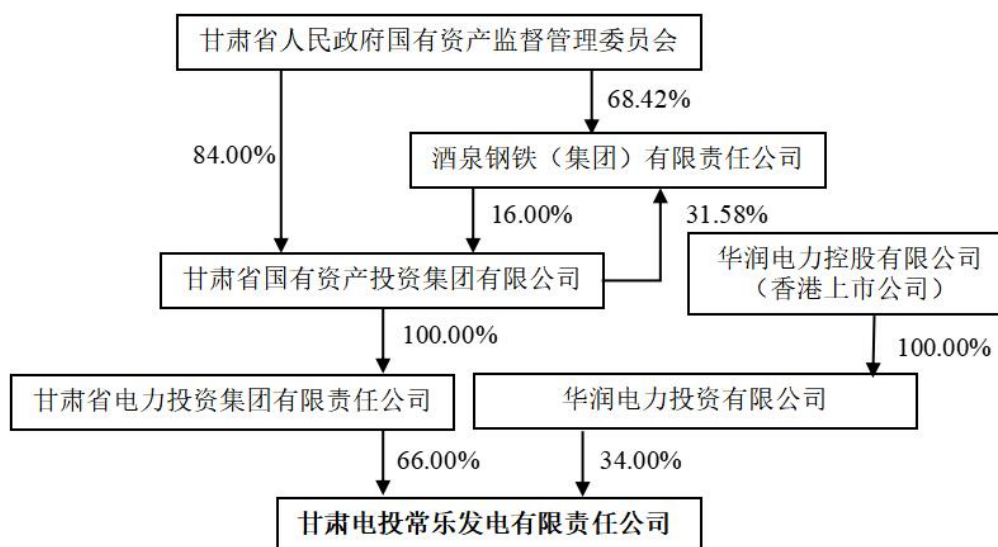 甘肃省人民政府国有资产监督管理委员会
68.42%
84.00%
酒泉钢铁（集团）有限责任公司
16.00%
31.58%
甘肃省国有资产投资集团有限公司
华润电力控股有限公司
（香港上市公司）
100.00%
100.00%
甘肃省电力投资集团有限责任公司
华润电力投资有限公司
66.00%
34.00%
甘肃电投常乐发电有限责任公司